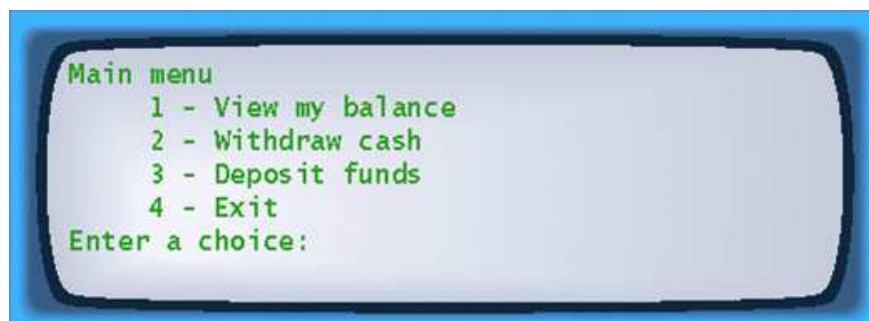 Main menu
1 - View my balance
2 - Withdraw cash
3 - Deposit funds
4 - Exit
Enter a choice: